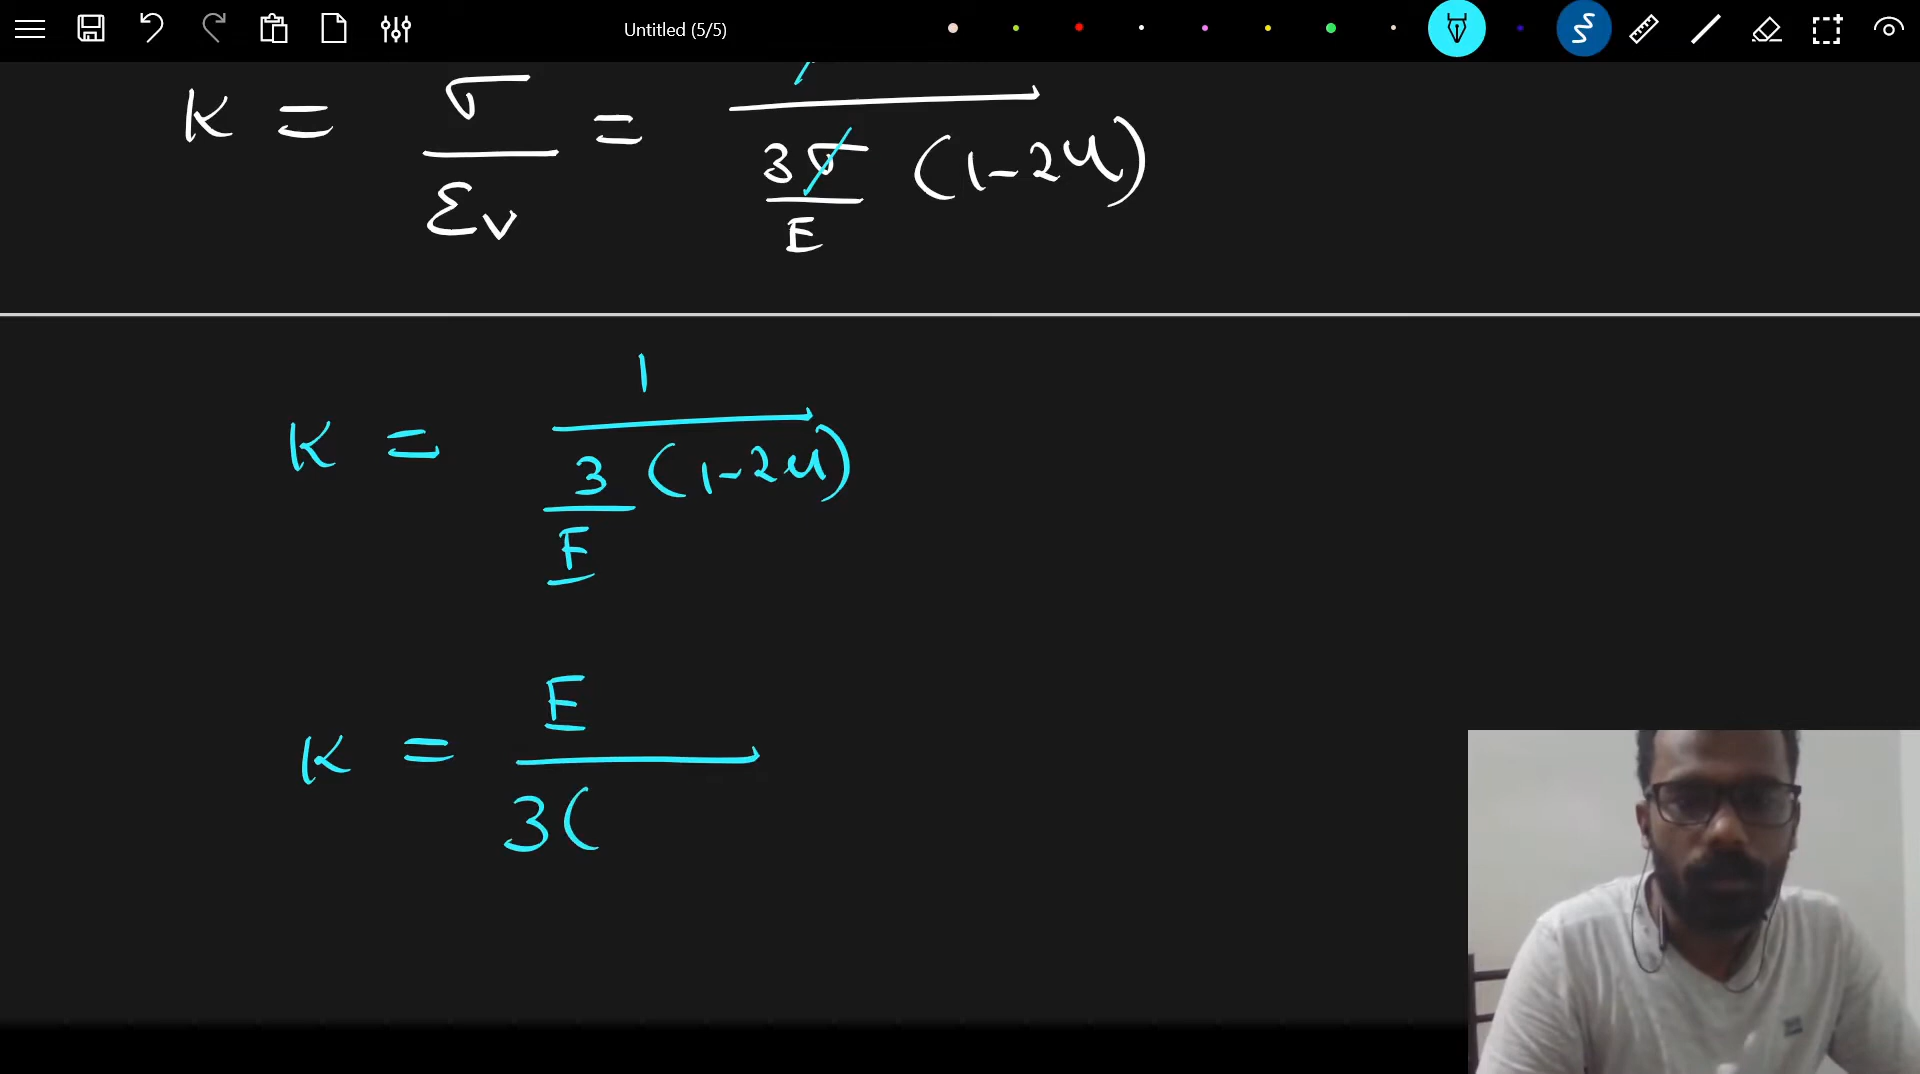 Untitled (5/5)
K = σ / εv = / 3σ/E (1-2μ)
K = 1 / 3/E (1-2μ)
K = E / 3(